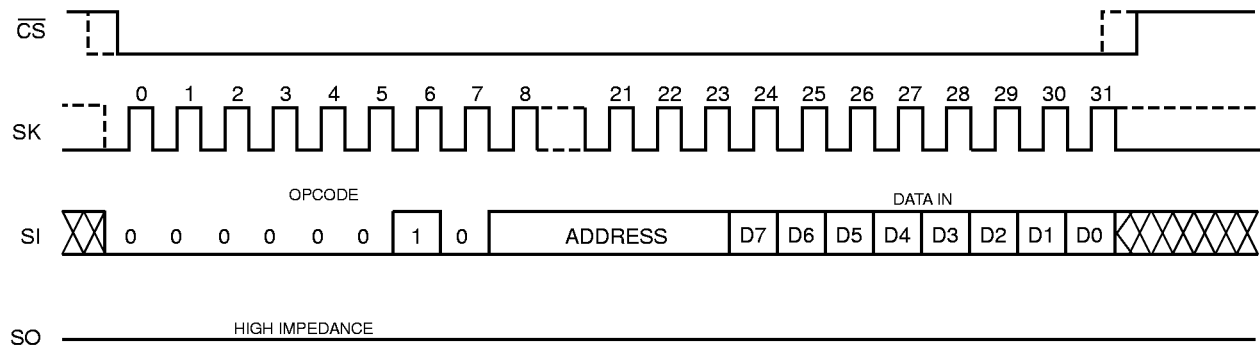 CS
0 1 2 3 4 5 6 7 8 21 22 23 24 25 26 27 28 29 30 31
SK
OPCODE DATA IN
SI 0 0 0 0 0 0 1 0 ADDRESS D7 D6 D5 D4 D3 D2 D1 D0
HIGH IMPEDANCE
SO